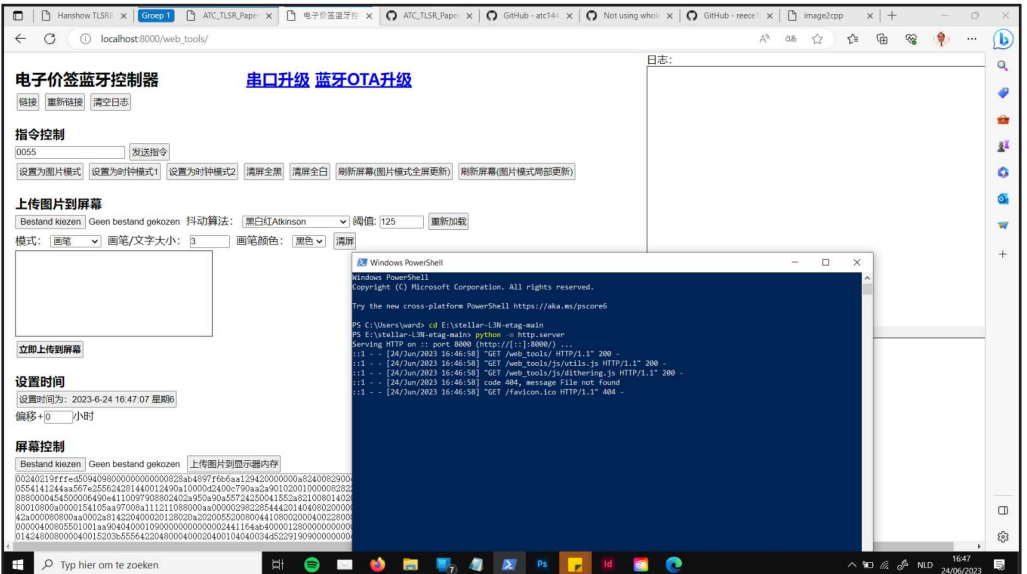 Hanshow TLSR8
Groep 1
ATC_TLSR_Paper
电子价签蓝牙控
ATC_TLSR_Paper
GitHub - atc144
Not using whole
GitHub - reece1
image2cpp
localhost:8000/web_tools/
电子价签蓝牙控制器 串口升级 蓝牙OTA升级
日志:
链接 重新链接 清空日志
指令控制
0055 发送指令
设置为图片模式 设置为时钟模式1 设置为时钟模式2 清屏全黑 清屏全白 刷新屏幕(图片模式全屏更新) 刷新屏幕(图片模式局部更新)
上传图片到屏幕
Bestand kiezen Geen bestand gekozen 抖动算法： 黑白红Atkinson 阈值: 125 重新加载
模式： 画笔 画笔/文字大小： 3 画笔颜色： 黑色 清屏
立即上传到屏幕
设置时间
设置时间为：2023-6-24 16:47:07 星期6
偏移+0 小时
屏幕控制
Bestand kiezen Geen bestand gekozen 上传图片到显示器内存
Windows PowerShell
Windows PowerShell
Copyright (C) Microsoft Corporation. All rights reserved.
Try the new cross-platform PowerShell https://aka.ms/pscore6
PS C:\Users\ward> cd E:\stellar-L3N-etag-main
PS E:\stellar-L3N-etag-main> python -m http.server
Serving HTTP on :: port 8000 (http://[::]:8000/) ...
::1 - - [24/Jun/2023 16:46:58] "GET /web_tools/ HTTP/1.1" 200 -
::1 - - [24/Jun/2023 16:46:58] "GET /web_tools/js/utils.js HTTP/1.1" 200 -
::1 - - [24/Jun/2023 16:46:58] "GET /web_tools/js/dithering.js HTTP/1.1" 200 -
::1 - - [24/Jun/2023 16:46:58] code 404, message File not found
::1 - - [24/Jun/2023 16:46:58] "GET /favicon.ico HTTP/1.1" 404 -
Typ hier om te zoeken
7
Ps
Id
NLD
16:47
24/06/2023